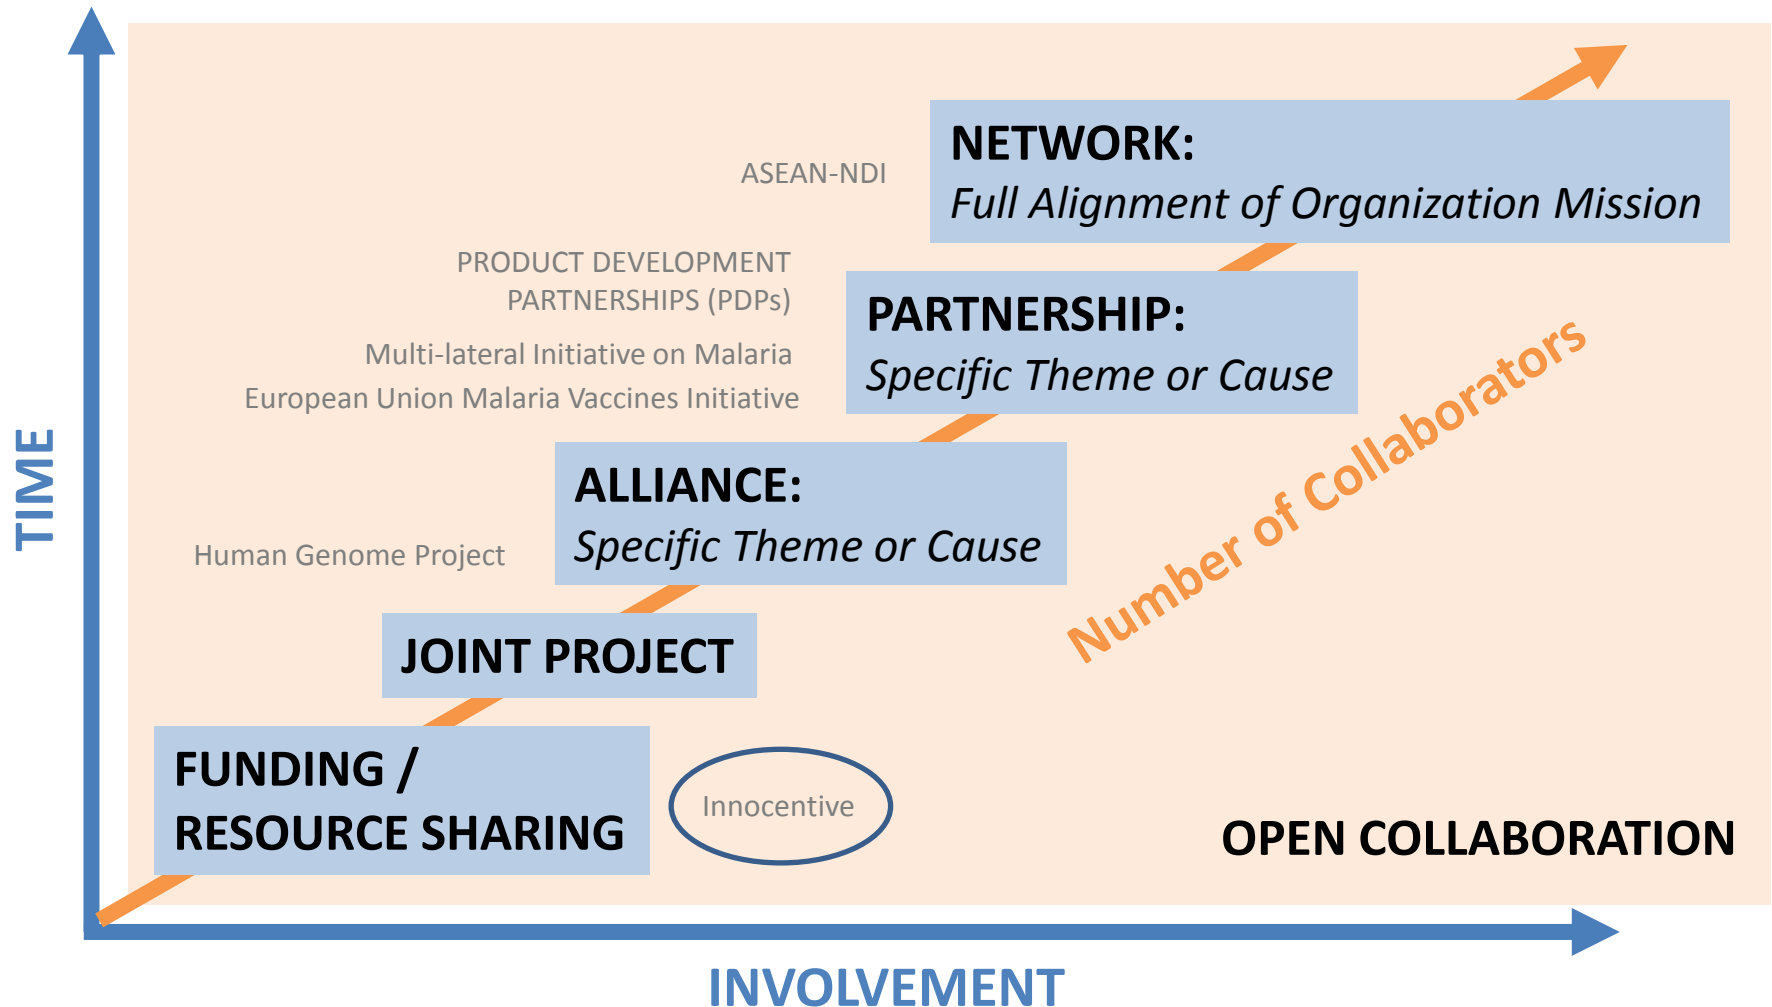 NETWORK:
Full Alignment of Organization Mission
ASEAN-NDI
PRODUCT DEVELOPMENT
PARTNERSHIPS (PDPs)
PARTNERSHIP:
Specific Theme or Cause
Multi-lateral Initiative on Malaria
European Union Malaria Vaccines Initiative
Number of Collaborators
TIME
ALLIANCE:
Specific Theme or Cause
Human Genome Project
JOINT PROJECT
FUNDING /
RESOURCE SHARING
Innocentive
OPEN COLLABORATION
INVOLVEMENT